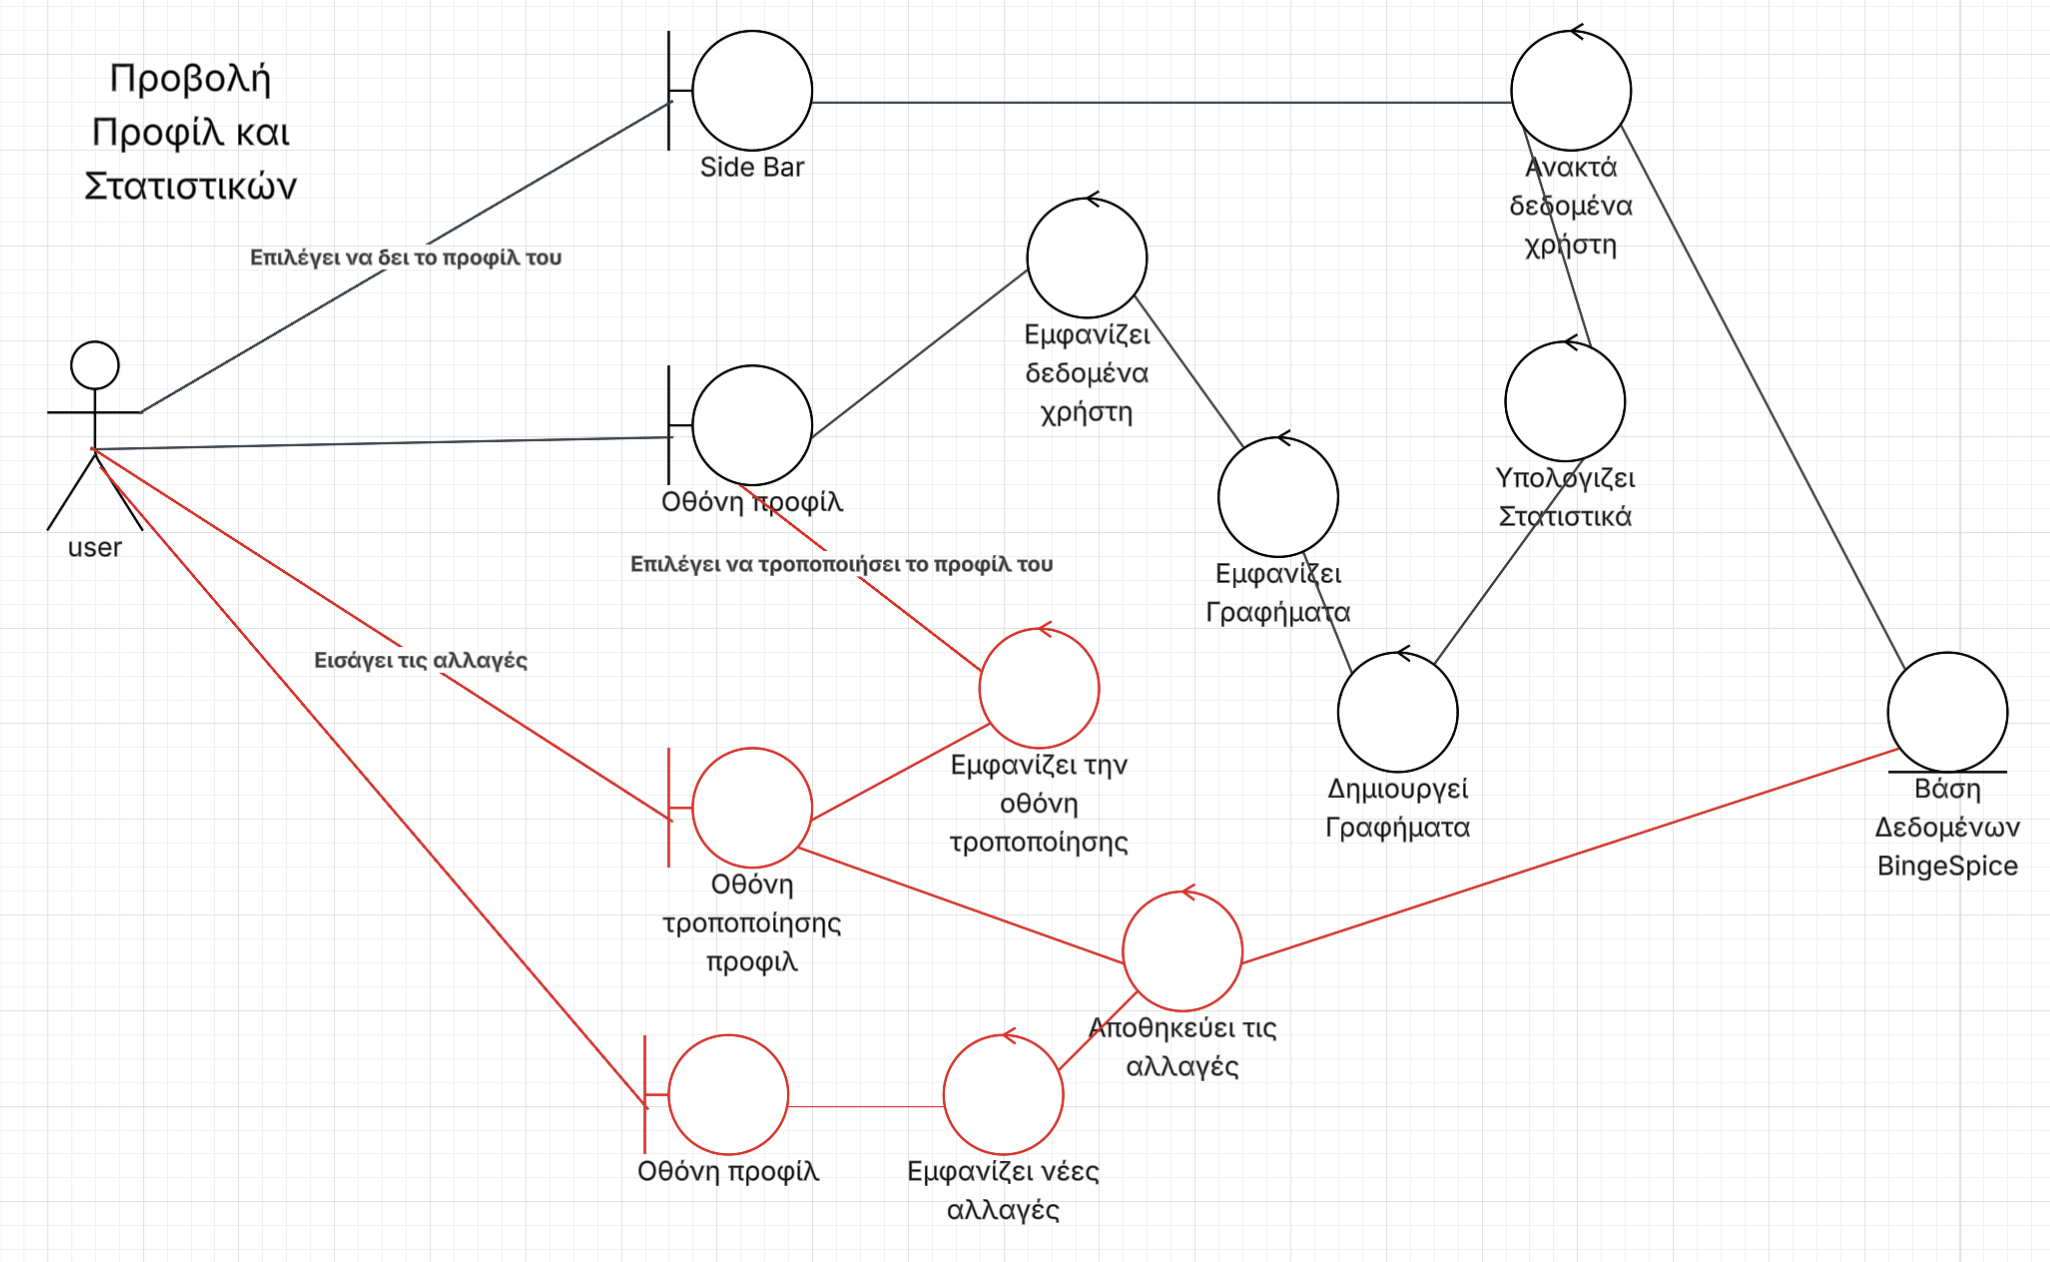 Προβολή
Προφίλ και
Στατιστικών
Side Bar
Ανακτά
δεδομένα
χρήστη
Επιλέγει να δει το προφίλ του
Εμφανίζει
δεδομένα
χρήστη
user
Οθόνη προφίλ
Υπολογιζει
Στατιστικά
Επιλέγει να τροποποιήσει το προφίλ του
Εμφανίζει
Γραφήματα
Εισάγει τις αλλαγές
Εμφανίζει την
οθόνη
τροποποίησης
Δημιουργεί
Γραφήματα
Βάση
Δεδομένων
BingeSpice
Οθόνη
τροποποίησης
προφιλ
Αποθηκεύει τις
αλλαγές
Οθόνη προφίλ
Εμφανίζει νέες
αλλαγές